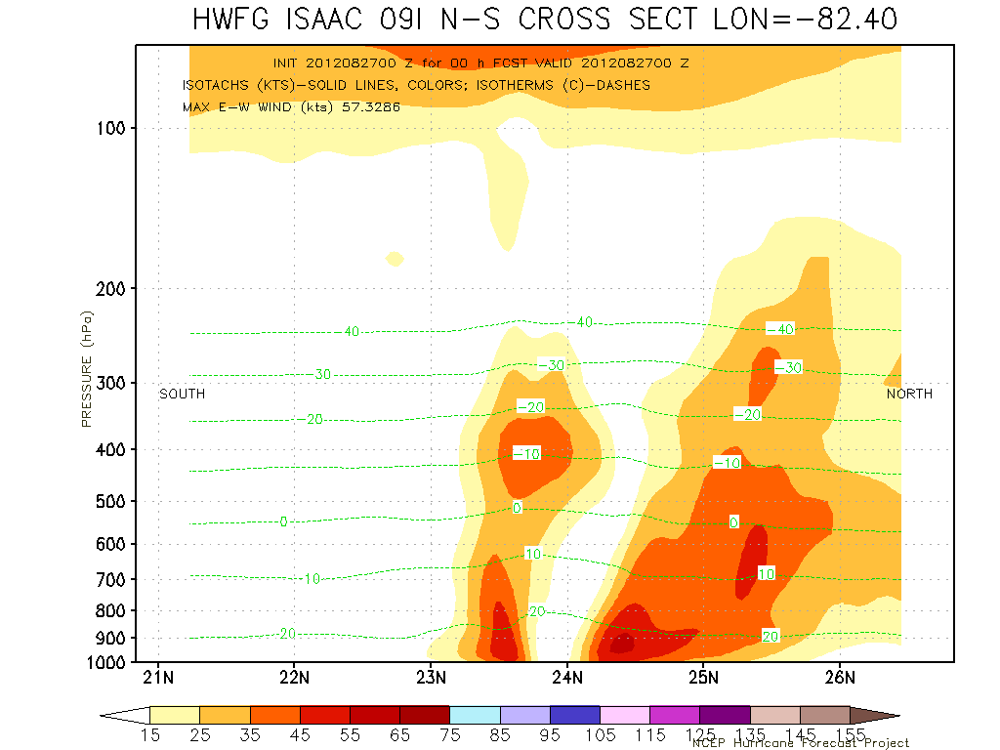 HWFG ISAAC 09I N-S CROSS SECT LON=-82.40
INIT 2012082700 Z for 00 h FCST VALID 2012082700 Z
ISOTACHS (KTS)-SOLID LINES, COLORS; ISOTHERMS (C)-DASHES
MAX E-W WIND (kts) 57.3286
100
200
-40 -40 -40
-30 -30 -30
300
SOUTH NORTH
PRESSURE (hPa)
-20 -20 -20
400
-10 -10
500
0 0 0
600
10 10 10
700
800
20 20 20
900
1000
21N 22N 23N 24N 25N 26N
15 25 35 45 55 65 75 85 95 105 115 125 135 145 155
NCEP Hurricane Forecast Project